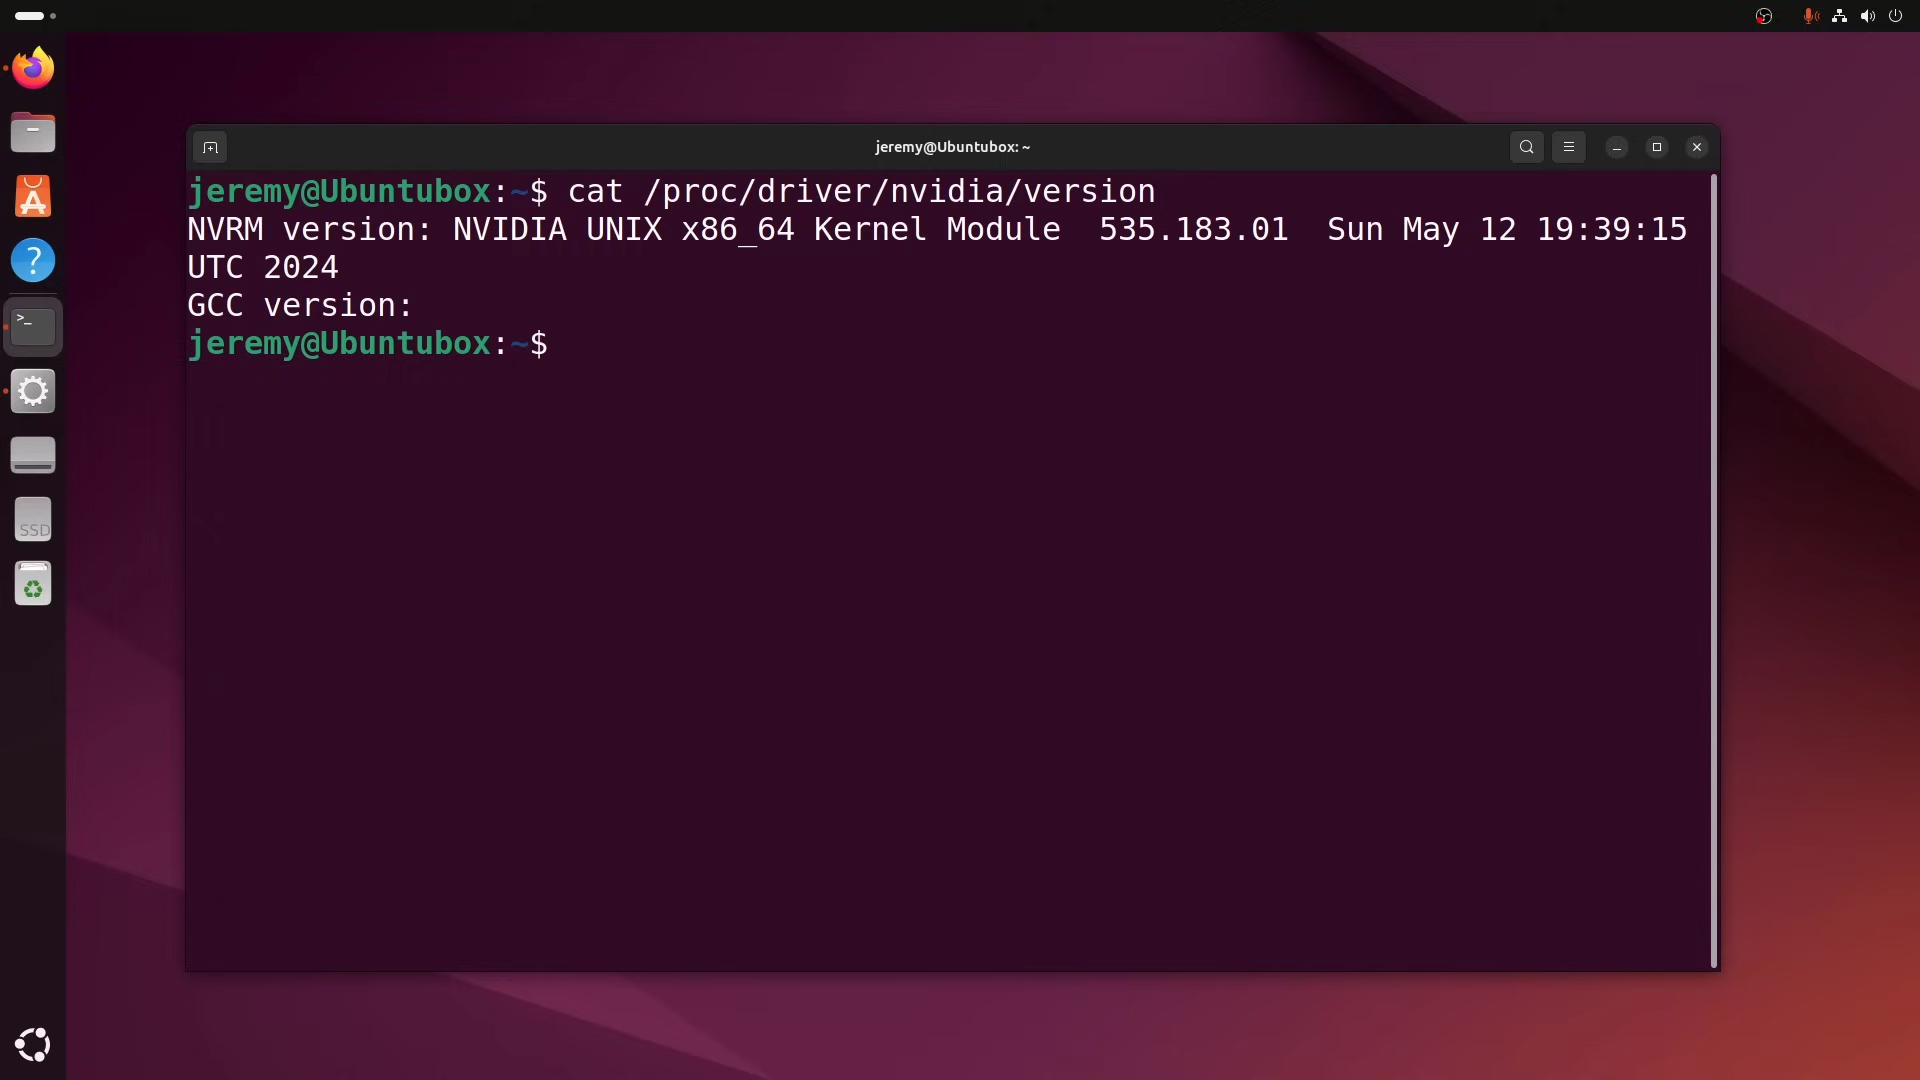 jeremy@Ubuntubox: ~
jeremy@Ubuntubox:~$ cat /proc/driver/nvidia/version
NVRM version: NVIDIA UNIX x86_64 Kernel Module  535.183.01  Sun May 12 19:39:15
UTC 2024
GCC version:
jeremy@Ubuntubox:~$
>_
SSD